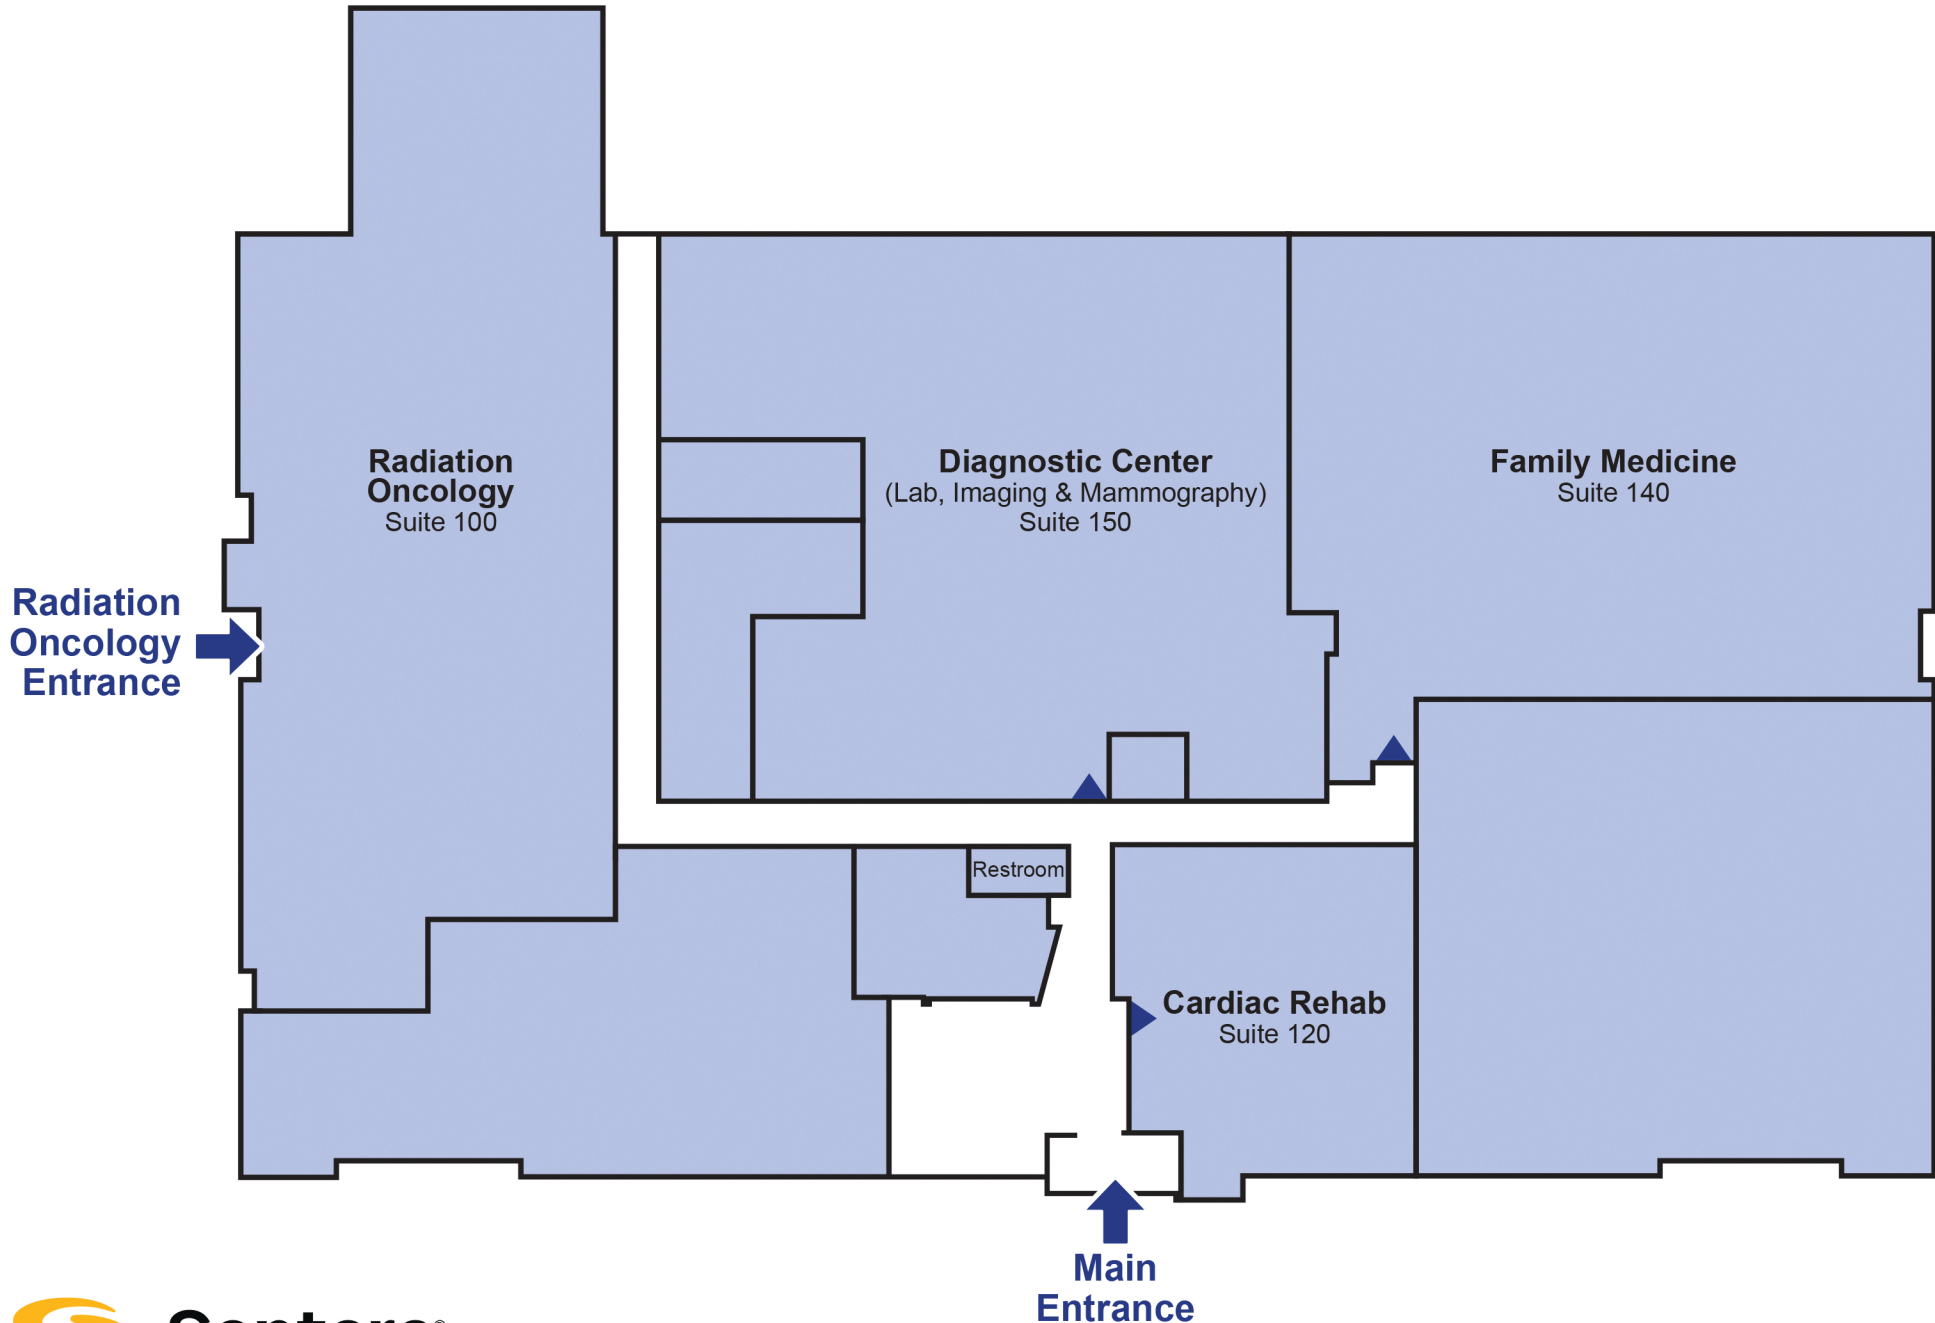 Radiation
Oncology
Suite 100
Diagnostic Center
(Lab, Imaging & Mammography)
Suite 150
Family Medicine
Suite 140
Radiation
Oncology
Entrance
Restroom
Cardiac Rehab
Suite 120
Main
Entrance